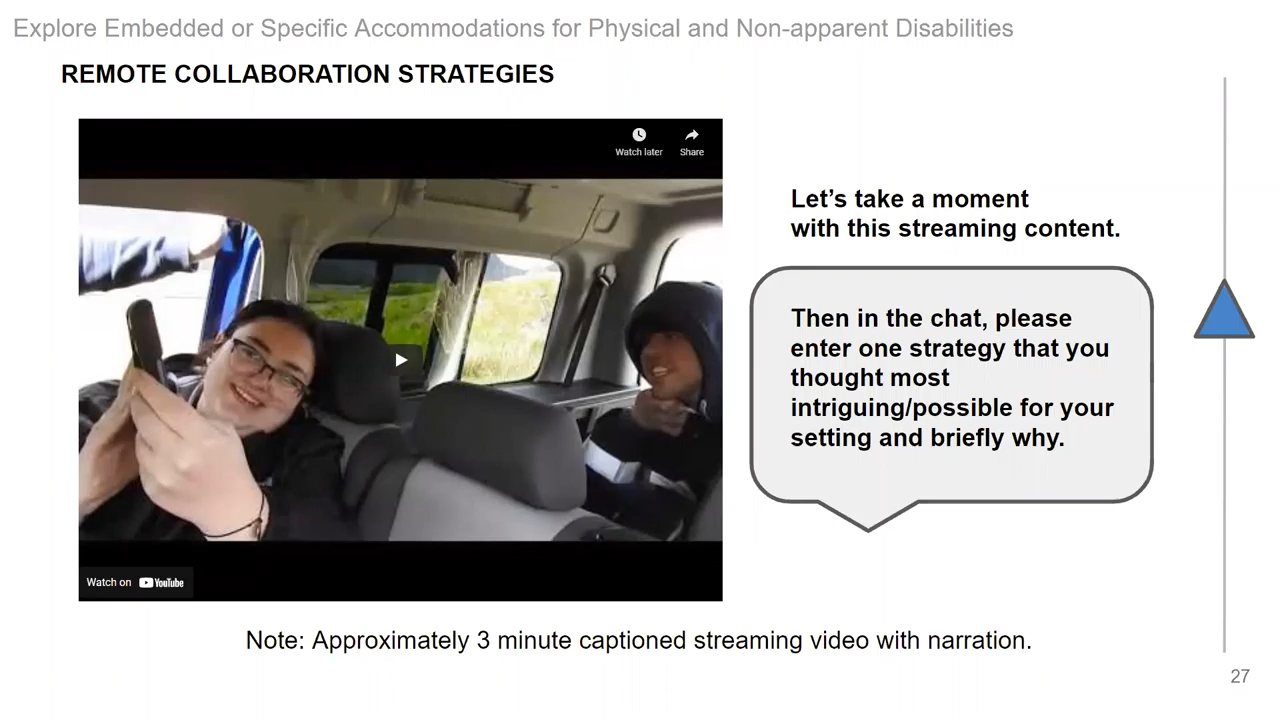 Explore Embedded or Specific Accommodations for Physical and Non-apparent Disabilities
REMOTE COLLABORATION STRATEGIES
Watch later
Share
Let’s take a moment
with this streaming content.
Then in the chat, please
enter one strategy that you
thought most
intriguing/possible for your
setting and briefly why.
Watch on YouTube
Note: Approximately 3 minute captioned streaming video with narration.
27